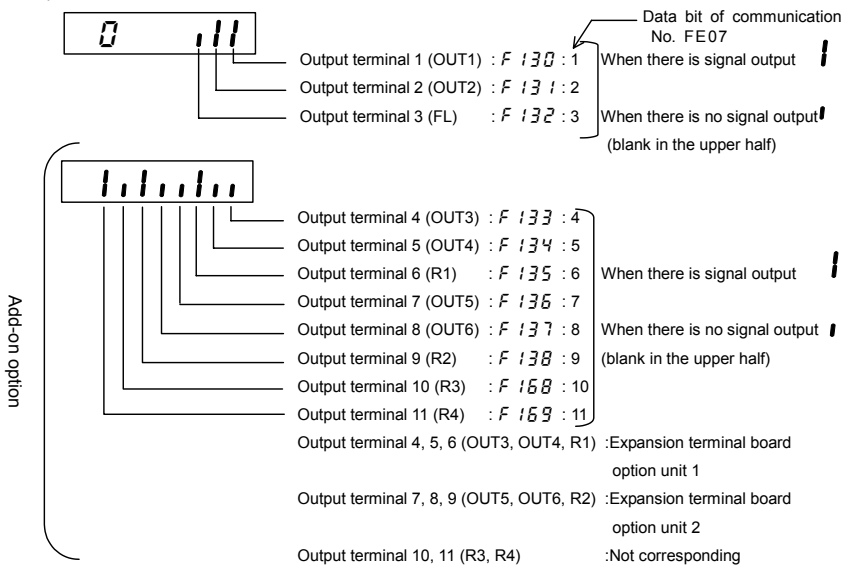 Data bit of communication
No. FE07
0 ıll
Output terminal 1 (OUT1) : F130 : 1 When there is signal output
Output terminal 2 (OUT2) : F131 : 2
Output terminal 3 (FL) : F132 : 3 When there is no signal output
(blank in the upper half)
Output terminal 4 (OUT3) : F133 : 4
Output terminal 5 (OUT4) : F134 : 5
Output terminal 6 (R1) : F135 : 6 When there is signal output
Output terminal 7 (OUT5) : F136 : 7
Output terminal 8 (OUT6) : F137 : 8 When there is no signal output
Output terminal 9 (R2) : F138 : 9 (blank in the upper half)
Output terminal 10 (R3) : F168 : 10
Output terminal 11 (R4) : F169 : 11
Add-on option
Output terminal 4, 5, 6 (OUT3, OUT4, R1) :Expansion terminal board
option unit 1
Output terminal 7, 8, 9 (OUT5, OUT6, R2) :Expansion terminal board
option unit 2
Output terminal 10, 11 (R3, R4) :Not corresponding